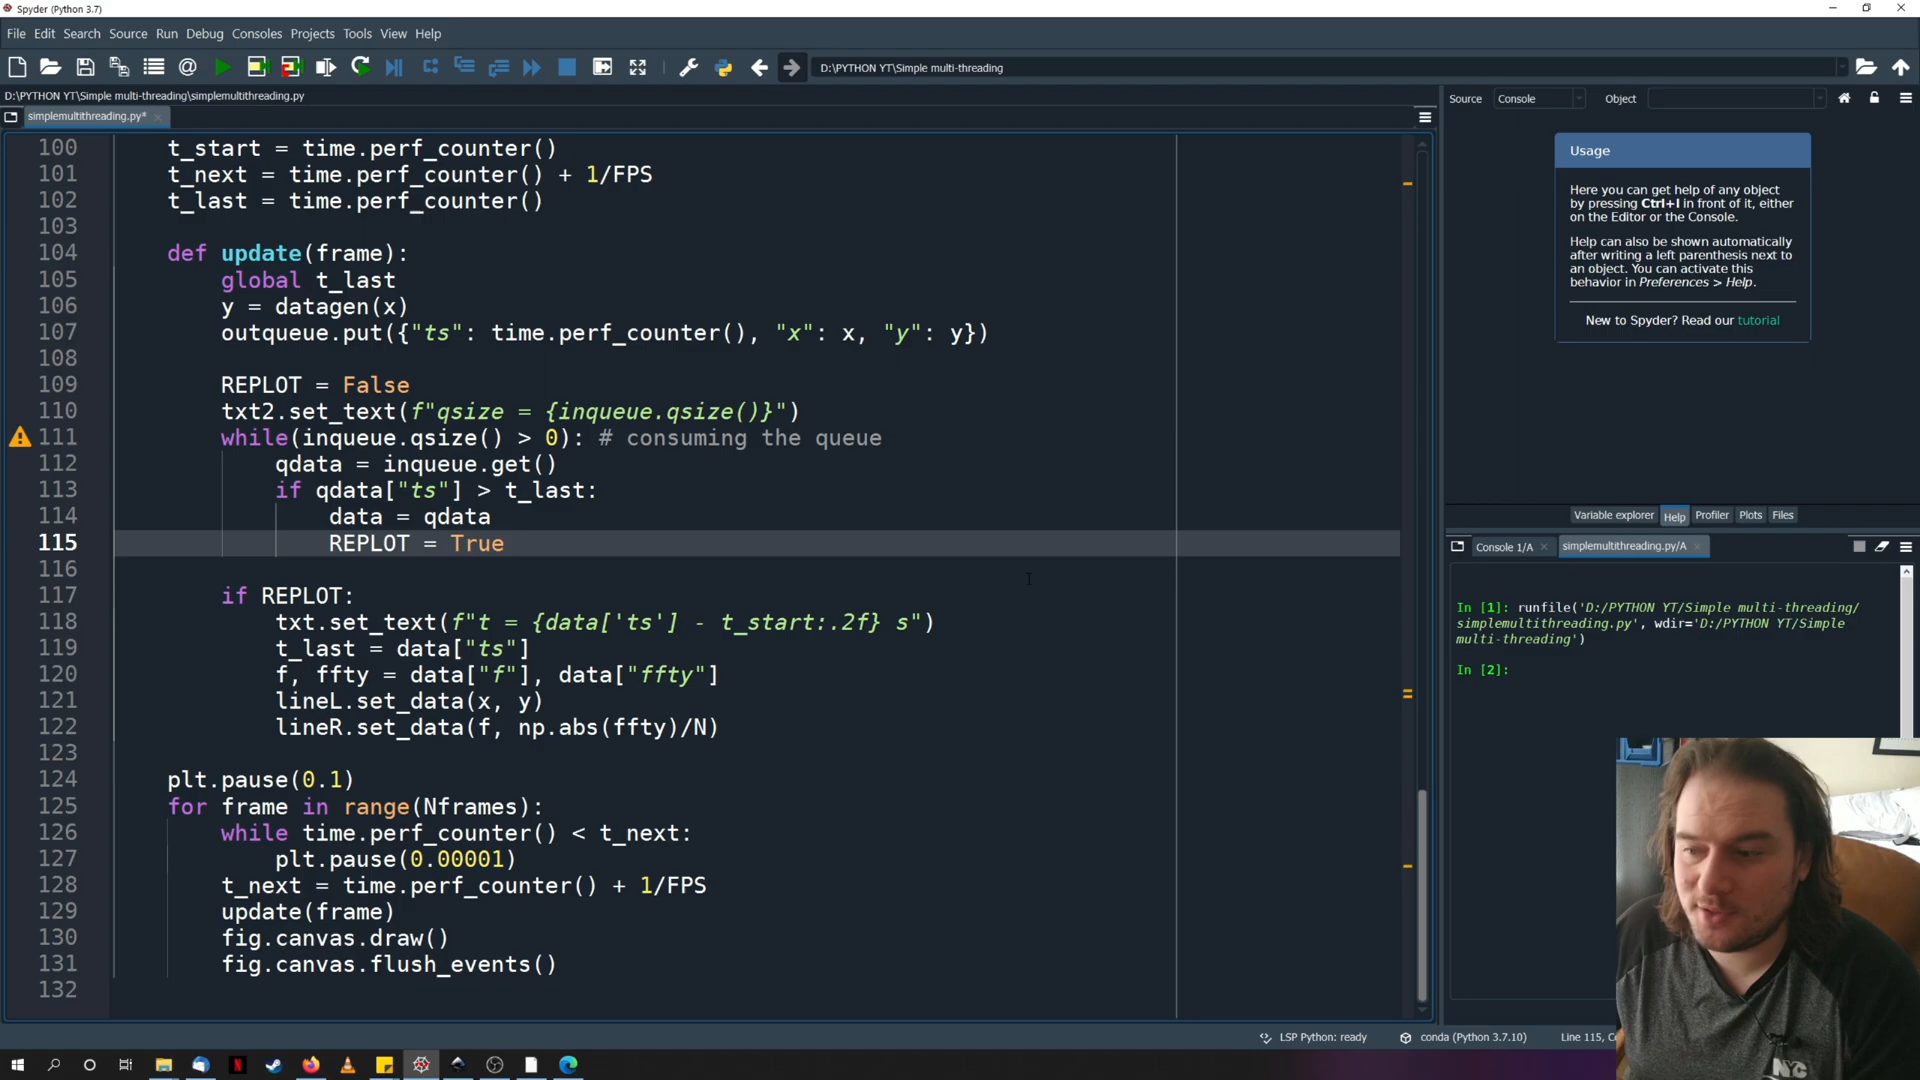 Spyder (Python 3.7)
File Edit Search Source Run Debug Consoles Projects Tools View Help
D:\PYTHON YT\Simple multi-threading
D:\PYTHON YT\Simple multi-threading\simplemultithreading.py
simplemultithreading.py*
100 t_start = time.perf_counter()
101 t_next = time.perf_counter() + 1/FPS
102 t_last = time.perf_counter()
103
104 def update(frame):
105 global t_last
106 y = datagen(x)
107 outqueue.put({"ts": time.perf_counter(), "x": x, "y": y})
108
109 REPLOT = False
110 txt2.set_text(f"qsize = {inqueue.qsize()}")
111 while(inqueue.qsize() > 0): # consuming the queue
112 qdata = inqueue.get()
113 if qdata["ts"] > t_last:
114 data = qdata
115 REPLOT = True
116
117 if REPLOT:
118 txt.set_text(f"t = {data['ts'] - t_start:.2f} s")
119 t_last = data["ts"]
120 f, ffty = data["f"], data["ffty"]
121 lineL.set_data(x, y)
122 lineR.set_data(f, np.abs(ffty)/N)
123
124 plt.pause(0.1)
125 for frame in range(Nframes):
126 while time.perf_counter() < t_next:
127 plt.pause(0.00001)
128 t_next = time.perf_counter() + 1/FPS
129 update(frame)
130 fig.canvas.draw()
131 fig.canvas.flush_events()
132
Source Console Object
Usage
Here you can get help of any object
by pressing Ctrl+I in front of it, either
on the Editor or the Console.
Help can also be shown automatically
after writing a left parenthesis next to
an object. You can activate this
behavior in Preferences > Help.
New to Spyder? Read our tutorial
Variable explorer Help Profiler Plots Files
Console 1/A simplemultithreading.py/A
In [1]: runfile('D:/PYTHON YT/Simple multi-threading/
simplemultithreading.py', wdir='D:/PYTHON YT/Simple
multi-threading')
In [2]:
NYC
LSP Python: ready conda (Python 3.7.10) Line 115, C